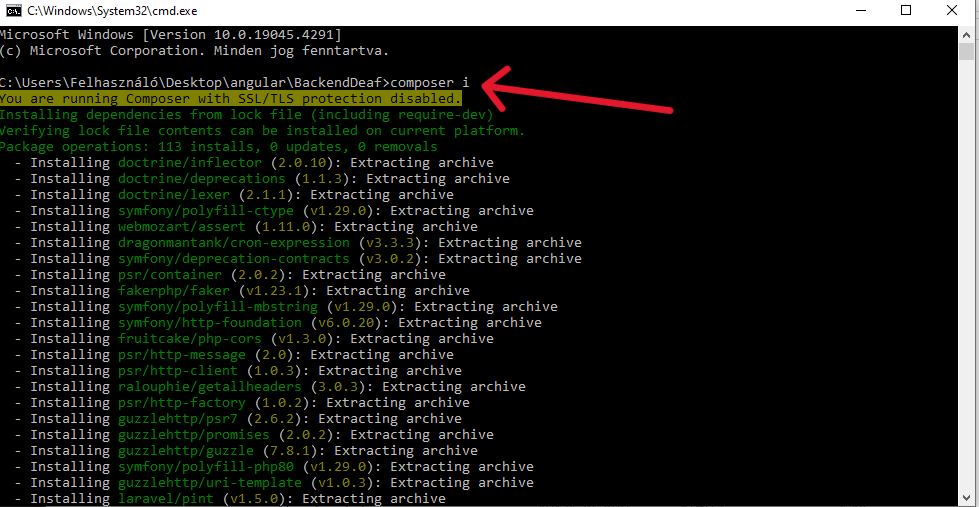 C:\Windows\System32\cmd.exe
Microsoft Windows [Version 10.0.19045.4291]
(c) Microsoft Corporation. Minden jog fenntartva.
C:\Users\Felhasználó\Desktop\angular\BackendDeaf>composer i
You are running Composer with SSL/TLS protection disabled.
Installing dependencies from lock file (including require-dev)
Verifying lock file contents can be installed on current platform.
Package operations: 113 installs, 0 updates, 0 removals
- Installing doctrine/inflector (2.0.10): Extracting archive
- Installing doctrine/deprecations (1.1.3): Extracting archive
- Installing doctrine/lexer (2.1.1): Extracting archive
- Installing symfony/polyfill-ctype (v1.29.0): Extracting archive
- Installing webmozart/assert (1.11.0): Extracting archive
- Installing dragonmantank/cron-expression (v3.3.3): Extracting archive
- Installing symfony/deprecation-contracts (v3.0.2): Extracting archive
- Installing psr/container (2.0.2): Extracting archive
- Installing fakerphp/faker (v1.23.1): Extracting archive
- Installing symfony/polyfill-mbstring (v1.29.0): Extracting archive
- Installing symfony/http-foundation (v6.0.20): Extracting archive
- Installing fruitcake/php-cors (v1.3.0): Extracting archive
- Installing psr/http-message (2.0): Extracting archive
- Installing psr/http-client (1.0.3): Extracting archive
- Installing ralouphie/getallheaders (3.0.3): Extracting archive
- Installing psr/http-factory (1.0.2): Extracting archive
- Installing guzzlehttp/psr7 (2.6.2): Extracting archive
- Installing guzzlehttp/promises (2.0.2): Extracting archive
- Installing guzzlehttp/guzzle (7.8.1): Extracting archive
- Installing symfony/polyfill-php80 (v1.29.0): Extracting archive
- Installing guzzlehttp/uri-template (v1.0.3): Extracting archive
- Installing laravel/pint (v1.5.0): Extracting archive